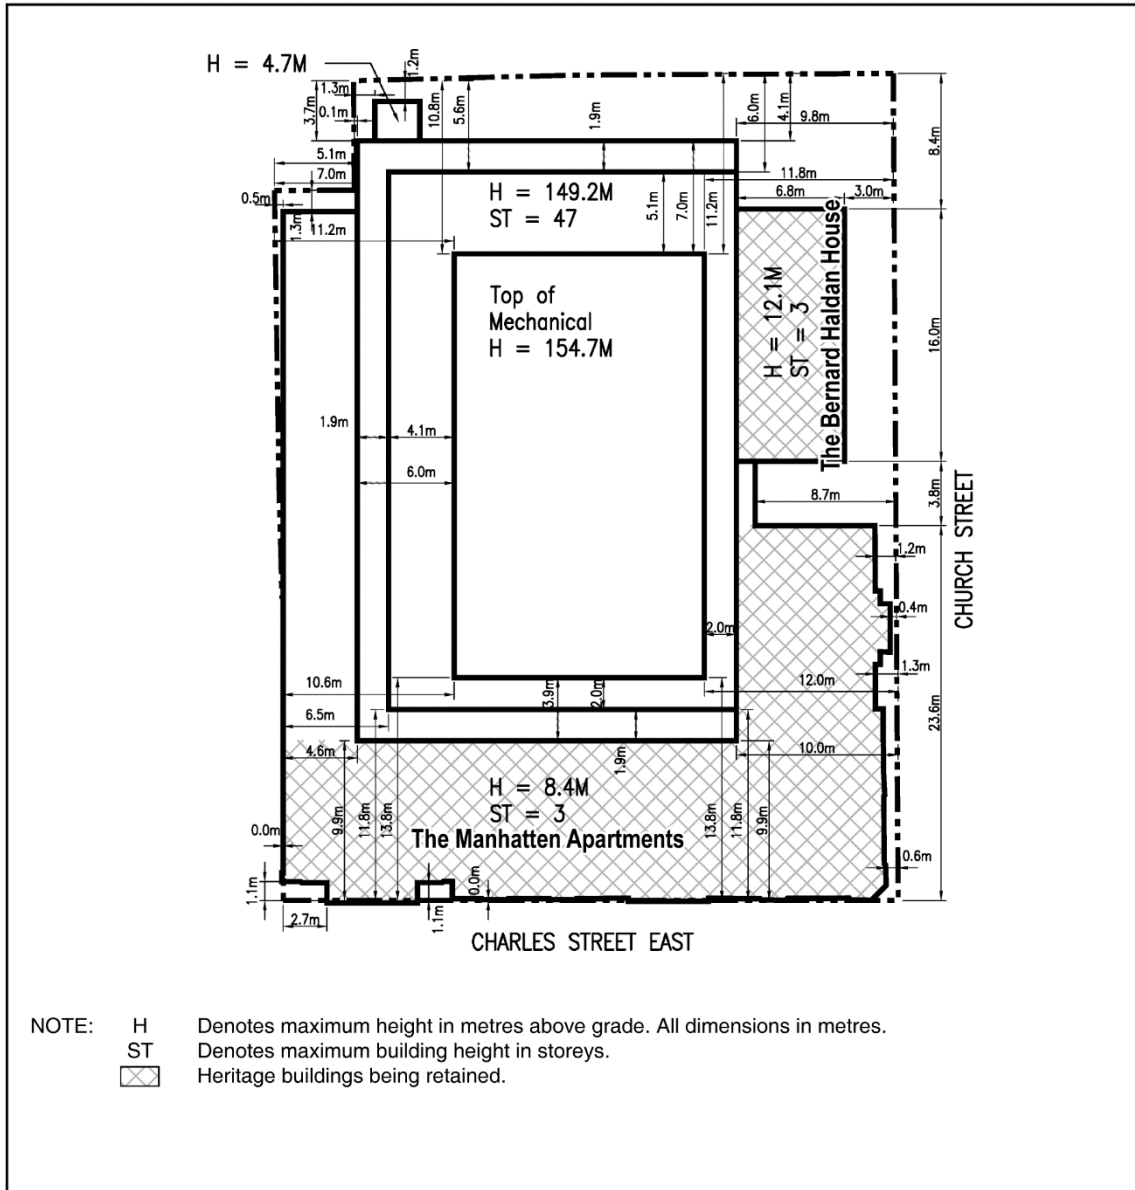 H = 4.7M
1.2m
1.3m
3.7m
0.1m
10.8m
5.6m
1.9m
6.0m
4.1m
9.8m
8.4m
5.1m
7.0m
11.8m
6.8m
3.0m
0.5m
1.3m
11.2m
H = 149.2M
ST = 47
5.1m
7.0m
11.2m
Top of
Mechanical
H = 154.7M
H = 12.1M
ST = 3
The Bernard Haldan House
16.0m
1.9m
4.1m
6.0m
8.7m
3.8m
CHURCH STREET
1.2m
0.4m
2.0m
1.3m
10.6m
3.9m
2.0m
12.0m
23.6m
6.5m
4.6m
1.9m
10.0m
9.9m
11.8m
13.8m
H = 8.4M
ST = 3
The Manhatten Apartments
13.8m
11.8m
9.9m
0.0m
0.6m
1.1m
2.7m
1.1m
0.0m
CHARLES STREET EAST
NOTE: H Denotes maximum height in metres above grade. All dimensions in metres.
ST Denotes maximum building height in storeys.
Heritage buildings being retained.